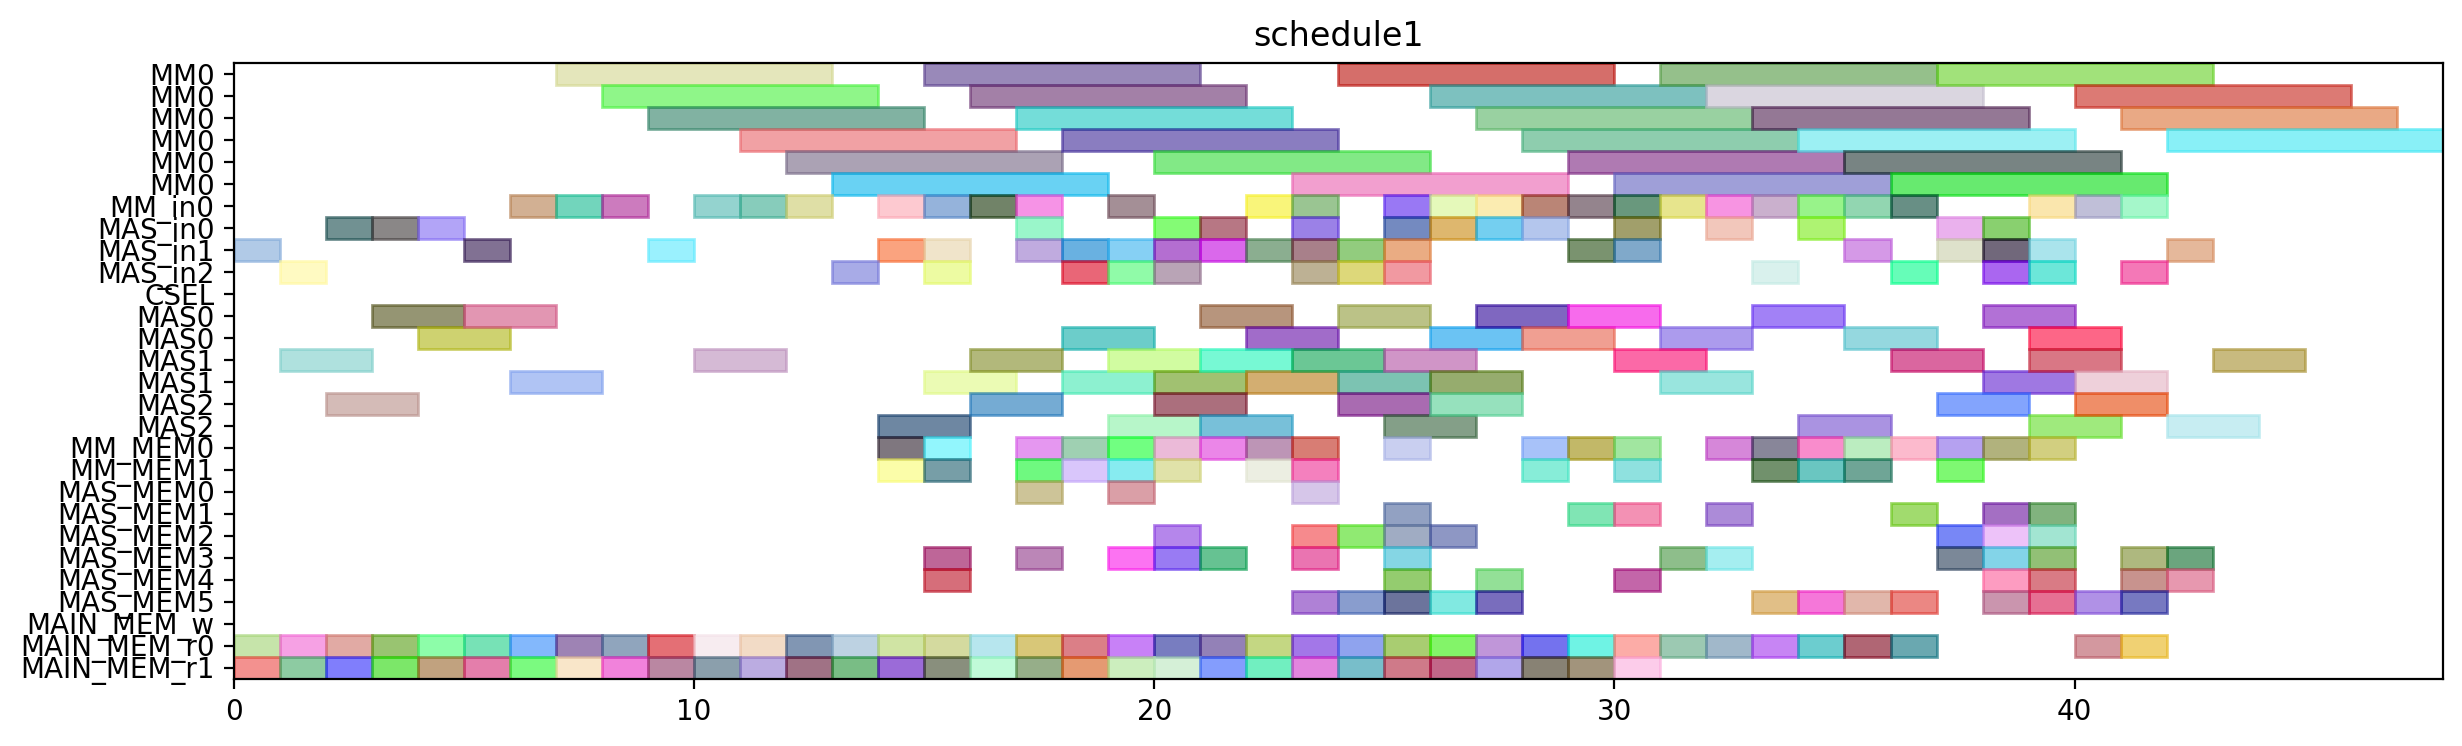 schedule1
MM0
MM0
MM0
MM0
MM0
MM0
MM_in0
MAS_in0
MAS_in1
MAS_in2
CSEL
MAS0
MAS0
MAS1
MAS1
MAS2
MAS2
MM_MEM0
MM_MEM1
MAS_MEM0
MAS_MEM1
MAS_MEM2
MAS_MEM3
MAS_MEM4
MAS_MEM5
MAIN_MEM_w
MAIN_MEM_r0
MAIN_MEM_r1
0 10 20 30 40